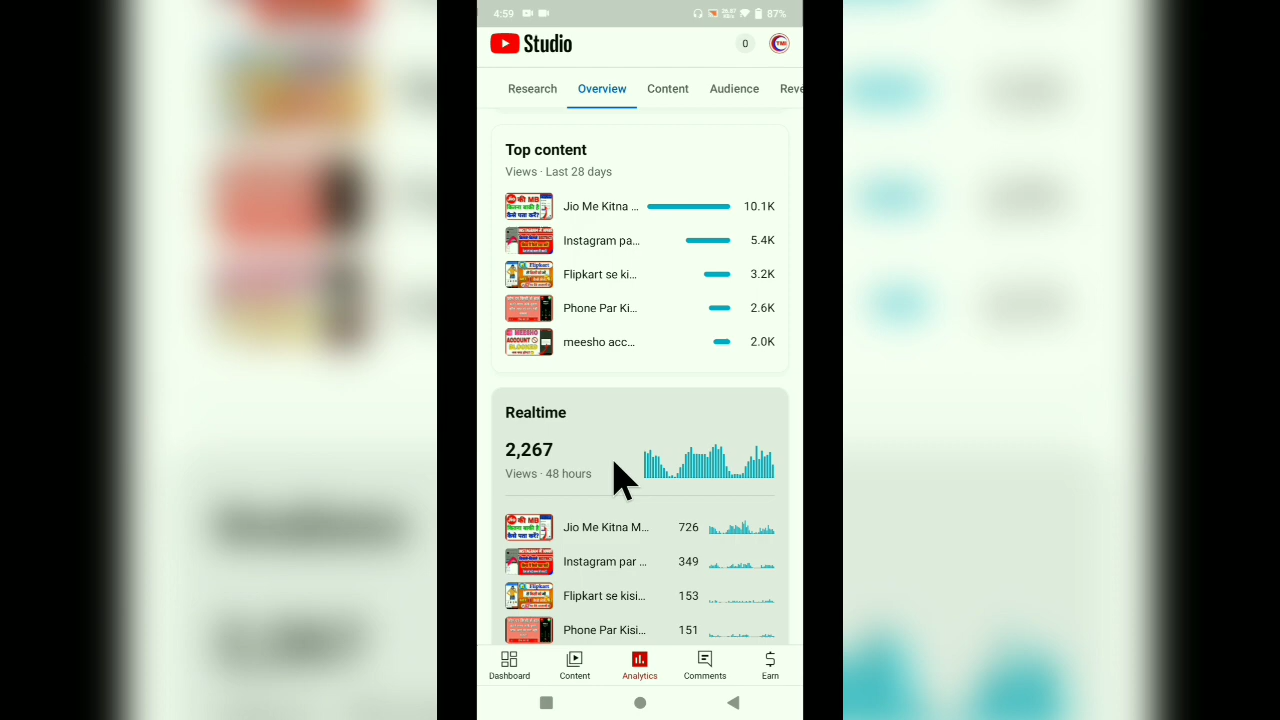 4:59
87%
Studio
0
Research Overview Content Audience Reve
Top content
Views · Last 28 days
Jio Me Kitna ... 10.1K
Instagram pa... 5.4K
Flipkart se ki... 3.2K
Phone Par Ki... 2.6K
meesho acc... 2.0K
Realtime
2,267
Views · 48 hours
Jio Me Kitna M... 726
Instagram par ... 349
Flipkart se kisi... 153
Phone Par Kisi... 151
Dashboard Content Analytics Comments Earn